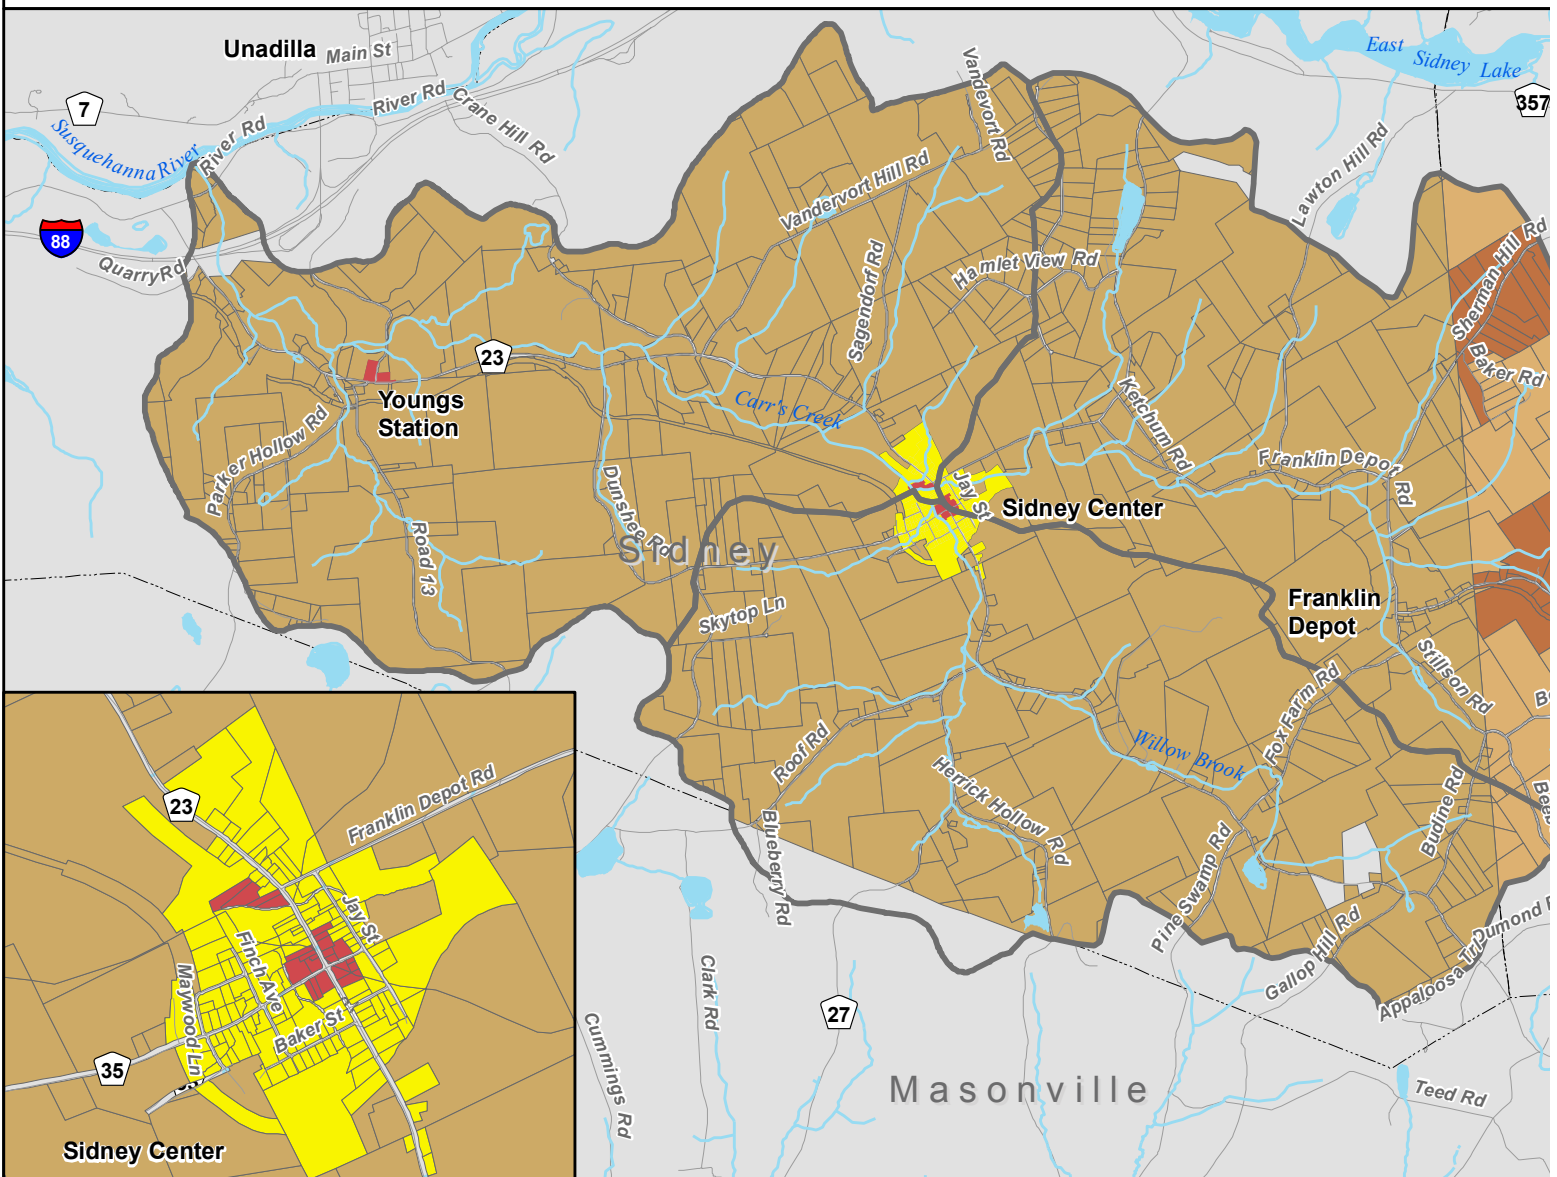 Unadilla
Main St
East Sidney Lake
7
River Rd
Crane Hill Rd
Vandevort Rd
357
Susquehanna River
River Rd
Lawton Hill Rd
Vandervort Hill Rd
88
Quarry Rd
Hamlet View Rd
Sherman Hill Rd
Sagendorf Rd
23
Baker Rd
Youngs
Station
Carr's Creek
Ketchum Rd
Parker Hollow Rd
Franklin Depot Rd
Dunshee Rd
Jay St
Sidney Center
Road 13
Sidney
Franklin
Depot
Skytop Ln
Stillson Rd
Fox Farm Rd
Roof Rd
Willow Brook
Herrick Hollow Rd
Budine Rd
Blueberry Rd
Pine Swamp Rd
Gallop Hill Rd
Appaloosa Trl
Clark Rd
27
Cummings Rd
Masonville
Teed Rd
23
Franklin Depot Rd
Jay St
Finch Ave
Maywood Ln
Baker St
35
Sidney Center